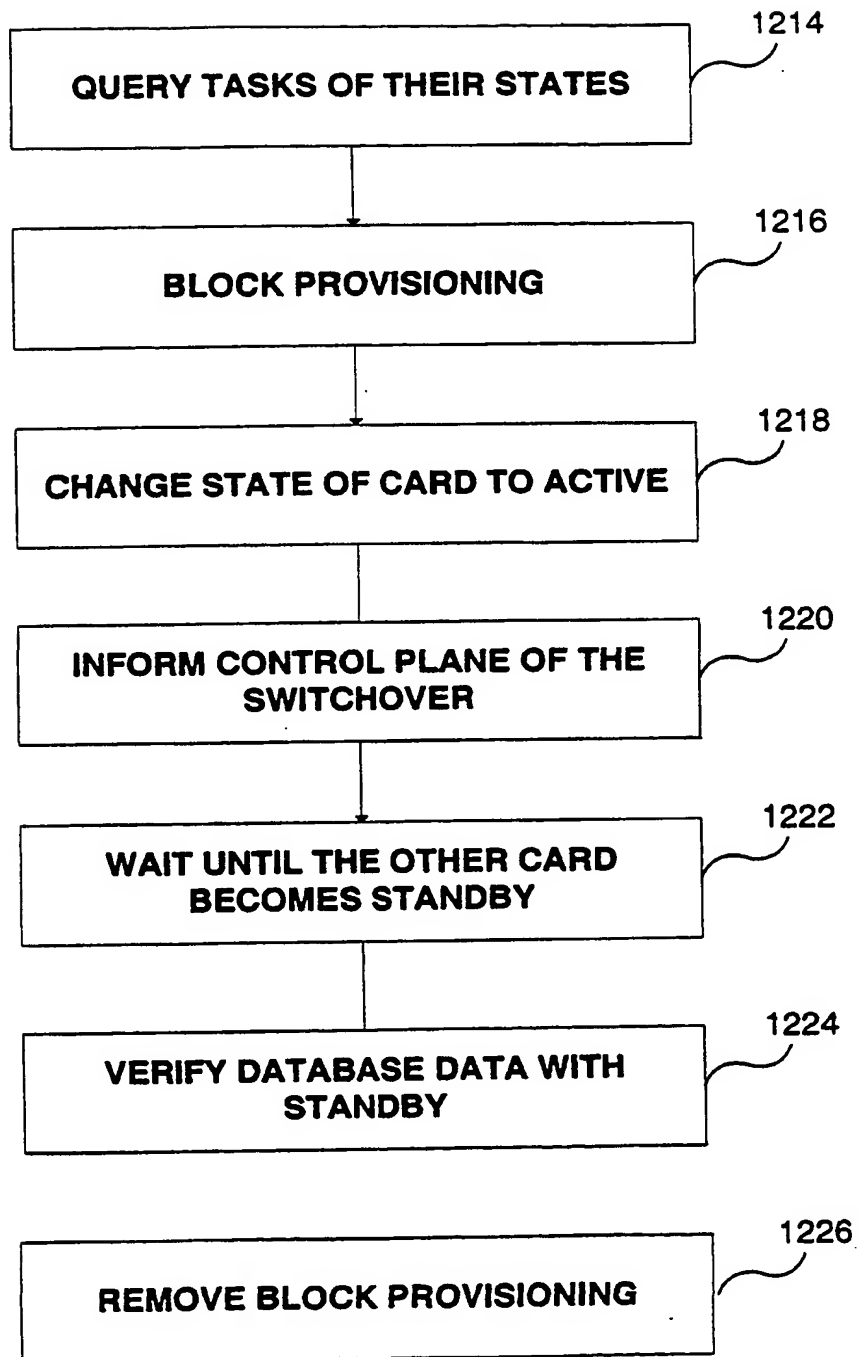 1214
QUERY TASKS OF THEIR STATES
1216
BLOCK PROVISIONING
1218
CHANGE STATE OF CARD TO ACTIVE
1220
INFORM CONTROL PLANE OF THE
SWITCHOVER
1222
WAIT UNTIL THE OTHER CARD
BECOMES STANDBY
1224
VERIFY DATABASE DATA WITH
STANDBY
1226
REMOVE BLOCK PROVISIONING